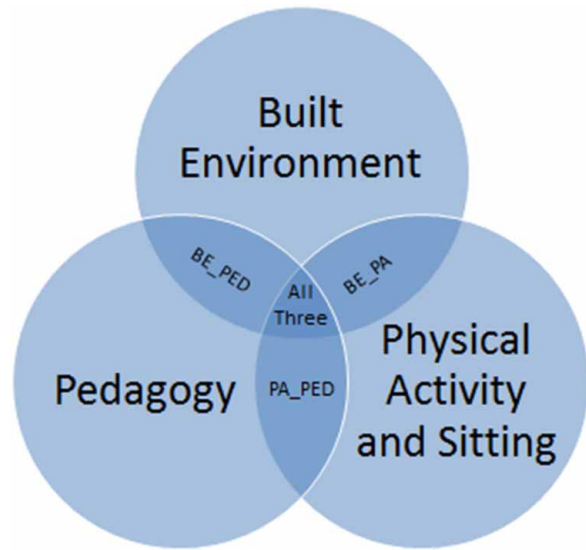 Built
Environment
BE_PED
BE_PA
All
Three
Pedagogy
PA_PED
Physical
Activity
and Sitting